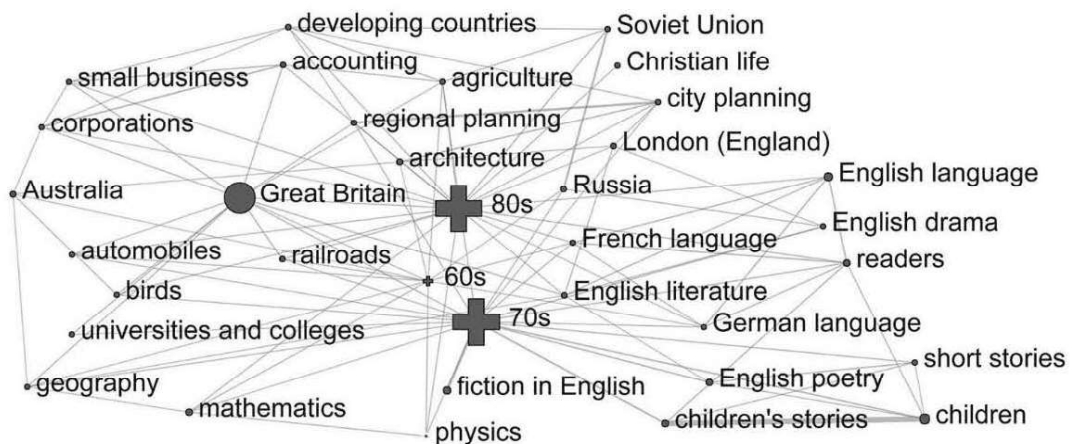 developing countries
Soviet Union
accounting
Christian life
small business
agriculture
city planning
corporations
regional planning
London (England)
architecture
English language
Australia
Great Britain
Russia
80s
English drama
automobiles
railroads
French language
readers
60s
birds
English literature
70s
German language
universities and colleges
short stories
geography
fiction in English
English poetry
mathematics
children's stories
children
physics